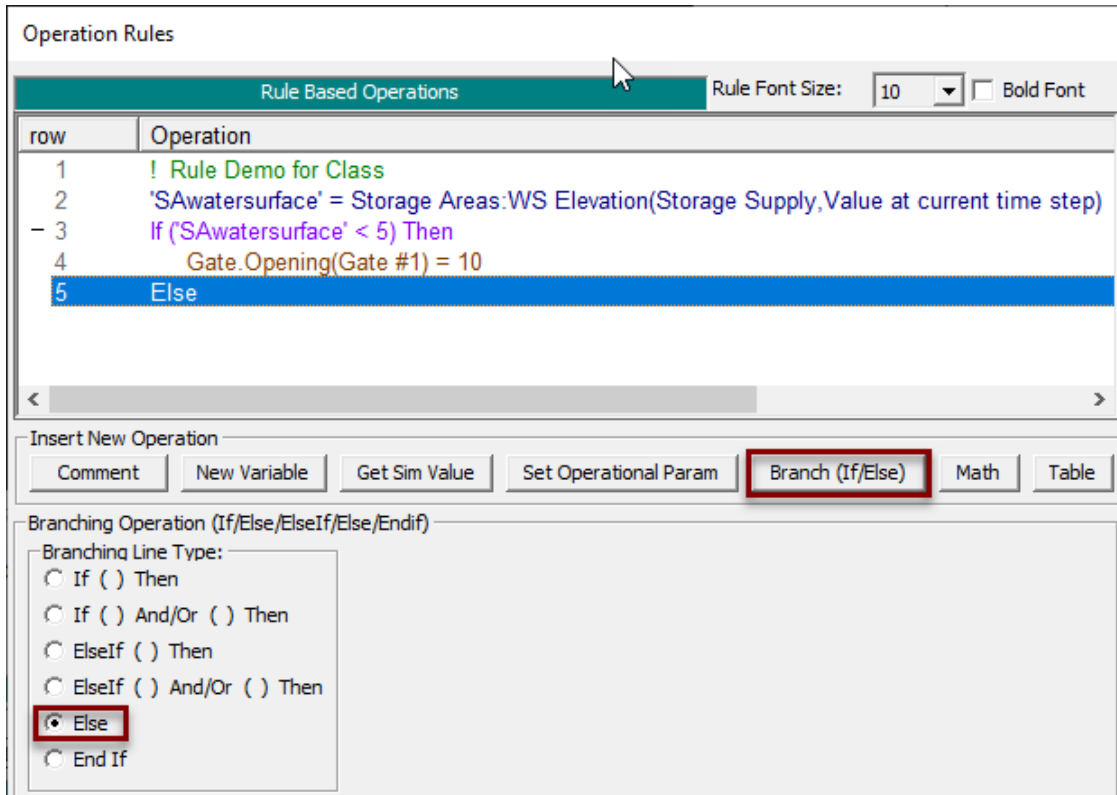 Operation Rules
Rule Based Operations Rule Font Size: 10 Bold Font
row Operation
1 ! Rule Demo for Class
2 'SAwatersurface' = Storage Areas:WS Elevation(Storage Supply,Value at current time step)
3 If ('SAwatersurface' < 5) Then
4 Gate.Opening(Gate #1) = 10
5 Else
Insert New Operation
Comment New Variable Get Sim Value Set Operational Param Branch (If/Else) Math Table
Branching Operation (If/Else/ElseIf/Else/Endif)
Branching Line Type:
If ( ) Then
If ( ) And/Or ( ) Then
ElseIf ( ) Then
ElseIf ( ) And/Or ( ) Then
Else
End If